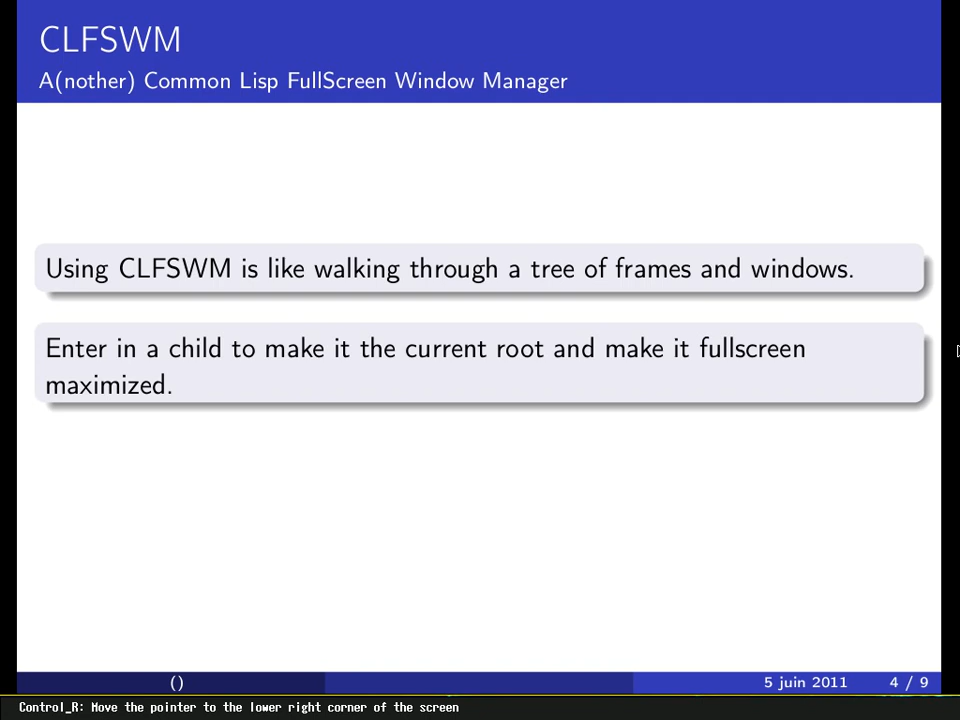 CLFSWM
A(nother) Common Lisp FullScreen Window Manager
Using CLFSWM is like walking through a tree of frames and windows.
Enter in a child to make it the current root and make it fullscreen
maximized.
() 5 juin 2011 4 / 9
Control_R: Move the pointer to the lower right corner of the screen